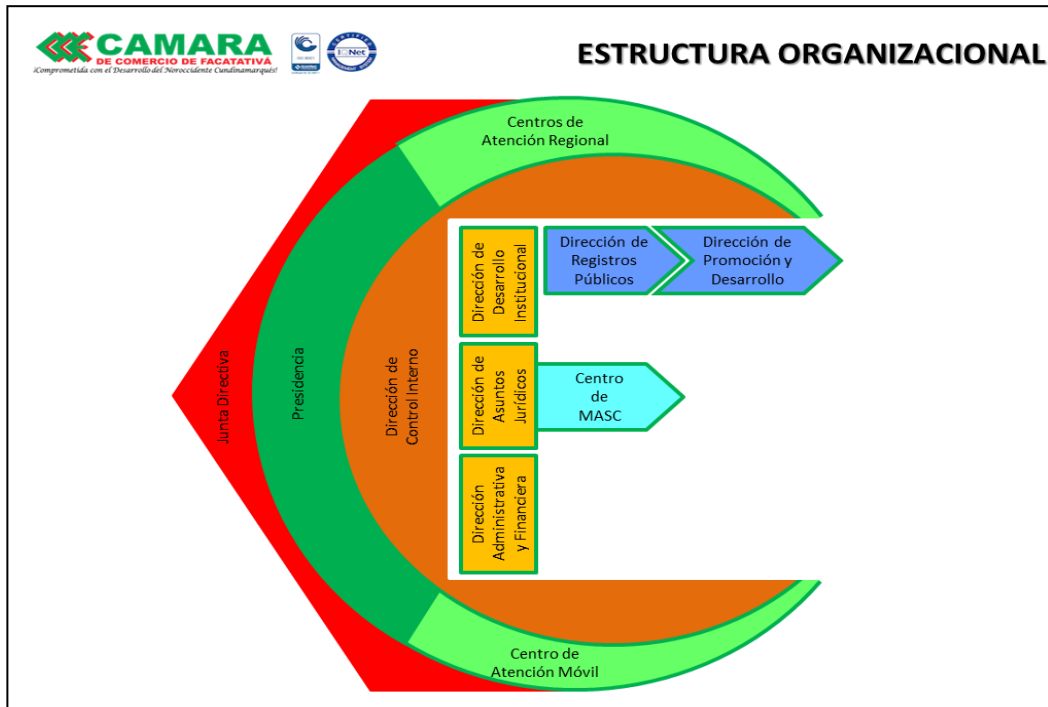 CAMARA
DE COMERCIO DE FACATATIVÁ
¡Comprometida con el Desarrollo del Noroccidente Cundinamarqués!
ESTRUCTURA ORGANIZACIONAL
Centros de
Atención Regional
Junta Directiva
Presidencia
Dirección de
Control Interno
Dirección de
Desarrollo
Institucional
Dirección de
Registros
Públicos
Dirección de
Promoción y
Desarrollo
Dirección de
Asuntos
Jurídicos
Centro
de
MASC
Dirección
Administrativa
y Financiera
Centro de
Atención Móvil